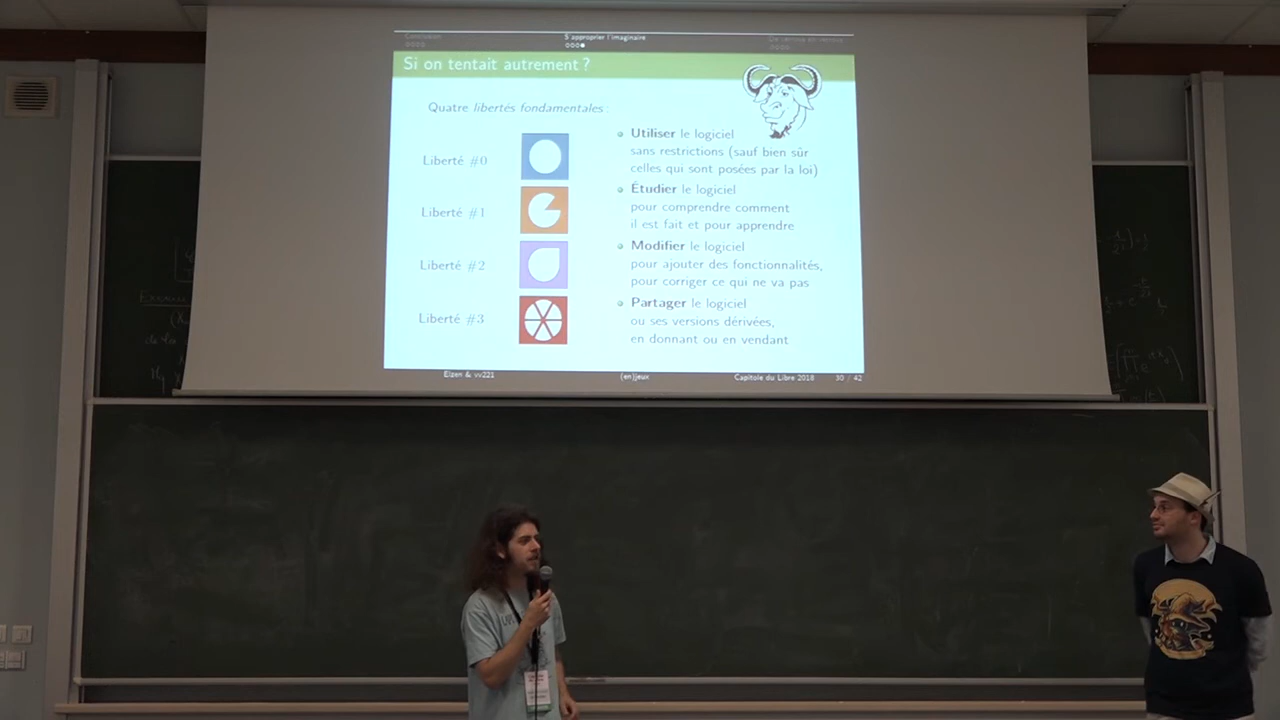 Conclusion
S'approprier l'imaginaire
Si on tentait autrement ?
Quatre libertés fondamentales :
Liberté #0
Utiliser le logiciel
sans restrictions (sauf bien sûr
celles qui sont posées par la loi)
Liberté #1
Étudier le logiciel
pour comprendre comment
il est fait et pour apprendre
Liberté #2
Modifier le logiciel
pour ajouter des fonctionnalités,
pour corriger ce qui ne va pas
Liberté #3
Partager le logiciel
ou ses versions dérivées,
en donnant ou en vendant
Elzen & vv221
(en)jeux
Capitole du Libre 2018
30 / 42